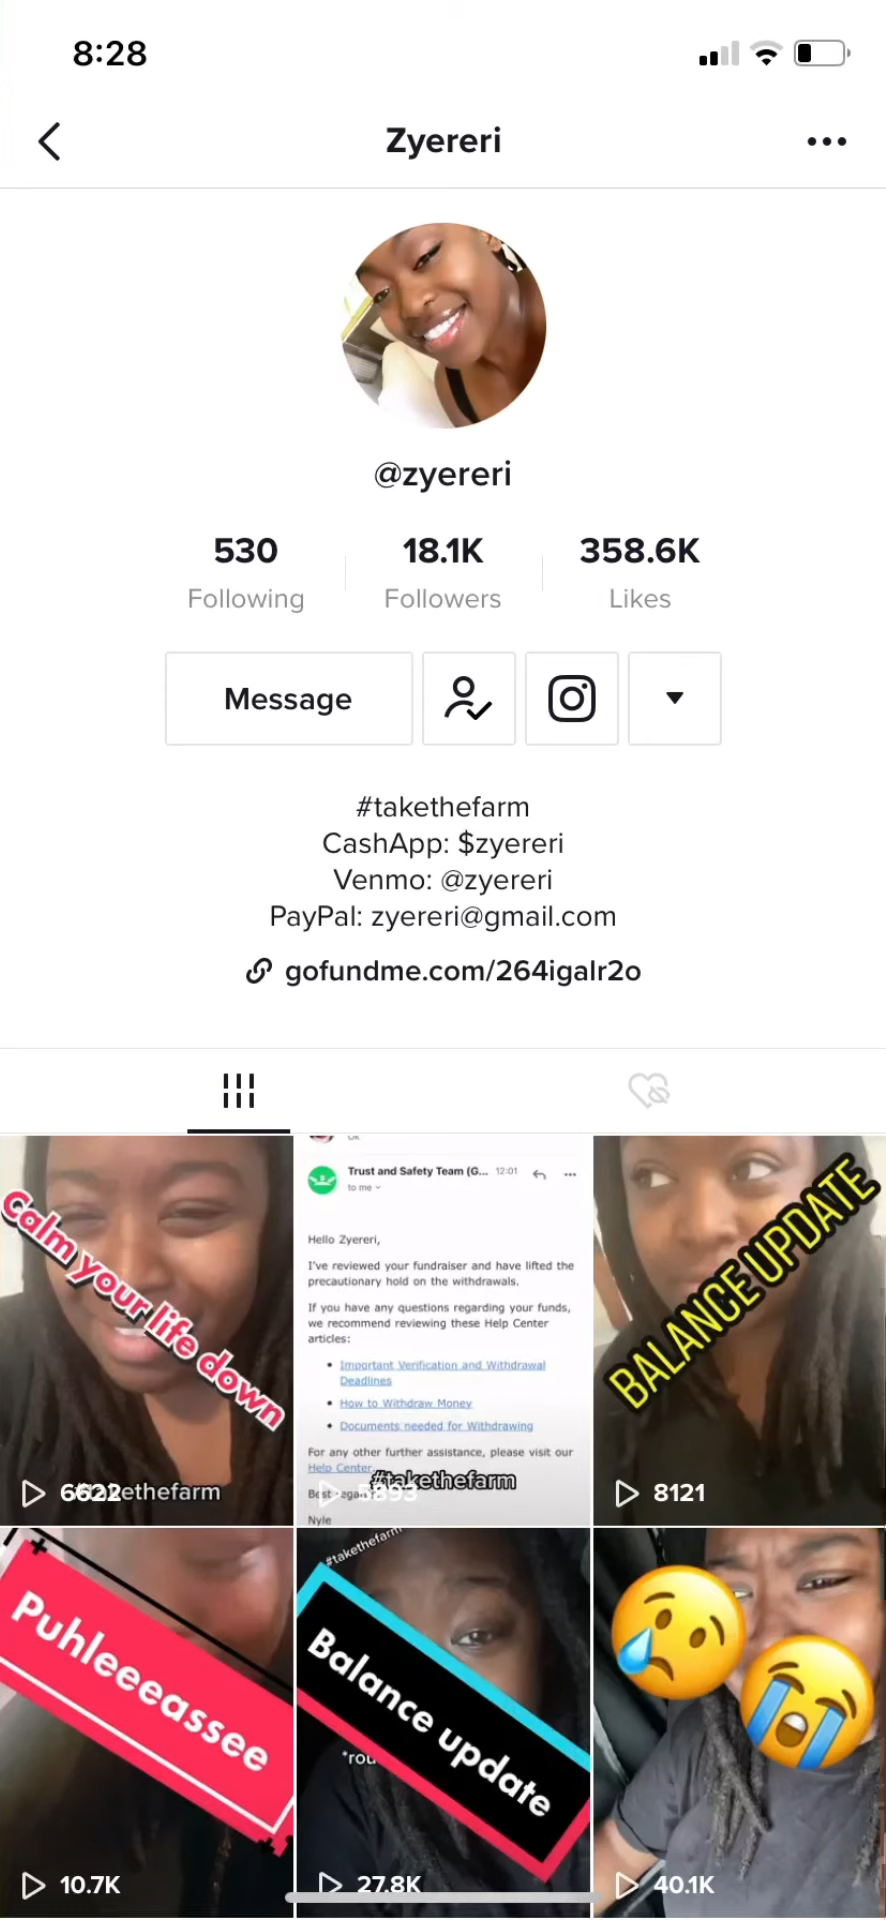 8:28
Zyereri
@zyereri
530
18.1K
358.6K
Following
Followers
Likes
Message
#takethefarm
CashApp: $zyereri
Venmo: @zyereri
PayPal: zyereri@gmail.com
gofundme.com/264igalr2o
Calm your life down
6622
Trust and Safety Team (G... 12:01
to me
Hello Zyereri,
I've reviewed your fundraiser and have lifted the
precautionary hold on the withdrawals.
If you have any questions regarding your funds,
we recommend reviewing these Help Center
articles:
• Important Verification and Withdrawal
Deadlines
• How to Withdraw Money
• Documents needed for Withdrawing
For any other further assistance, please visit our
Help Center
#takethefarm
Nyle
BALANCE UPDATE
8121
Puhleeeassee
10.7K
#takethefarm
Balance update
27.8K
40.1K